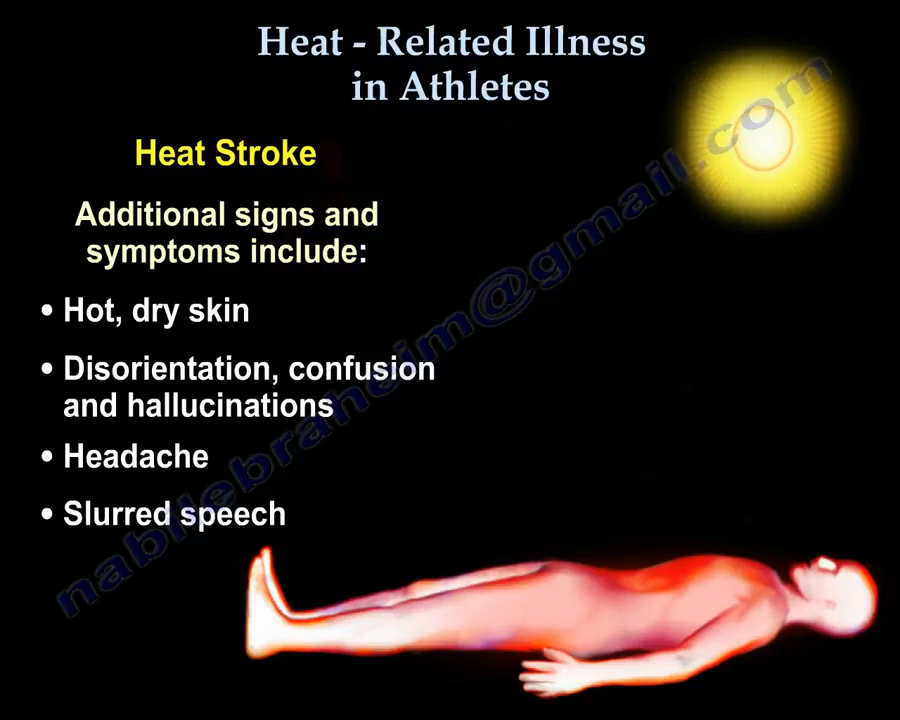 Heat - Related Illness
in Athletes
Heat Stroke
Additional signs and
symptoms include:
• Hot, dry skin
• Disorientation, confusion
and hallucinations
• Headache
• Slurred speech
nabilebraheim@gmail.com